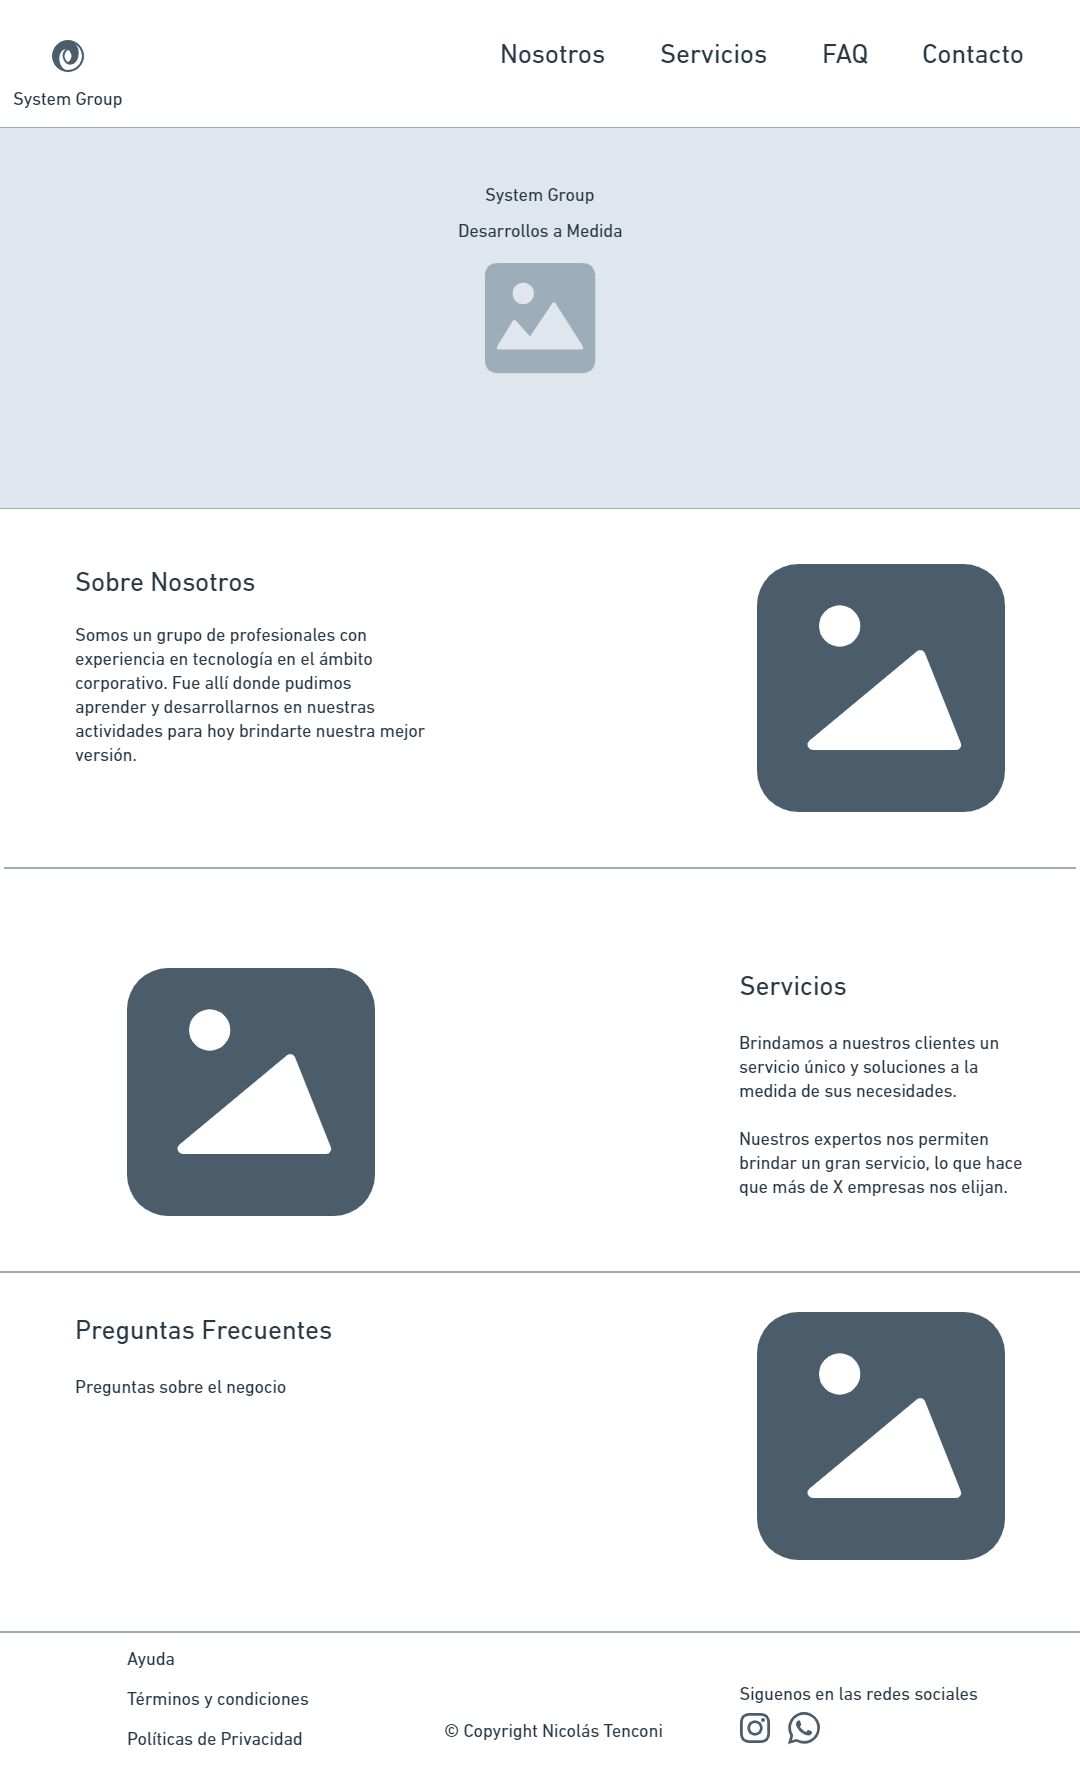 System Group
Nosotros
Servicios
FAQ
Contacto
System Group
Desarrollos a Medida
Sobre Nosotros
Somos un grupo de profesionales con
experiencia en tecnología en el ámbito
corporativo. Fue allí donde pudimos
aprender y desarrollarnos en nuestras
actividades para hoy brindarte nuestra mejor
versión.
Servicios
Brindamos a nuestros clientes un
servicio único y soluciones a la
medida de sus necesidades.
Nuestros expertos nos permiten
brindar un gran servicio, lo que hace
que más de X empresas nos elijan.
Preguntas Frecuentes
Preguntas sobre el negocio
Ayuda
Términos y condiciones
Políticas de Privacidad
© Copyright Nicolás Tenconi
Siguenos en las redes sociales